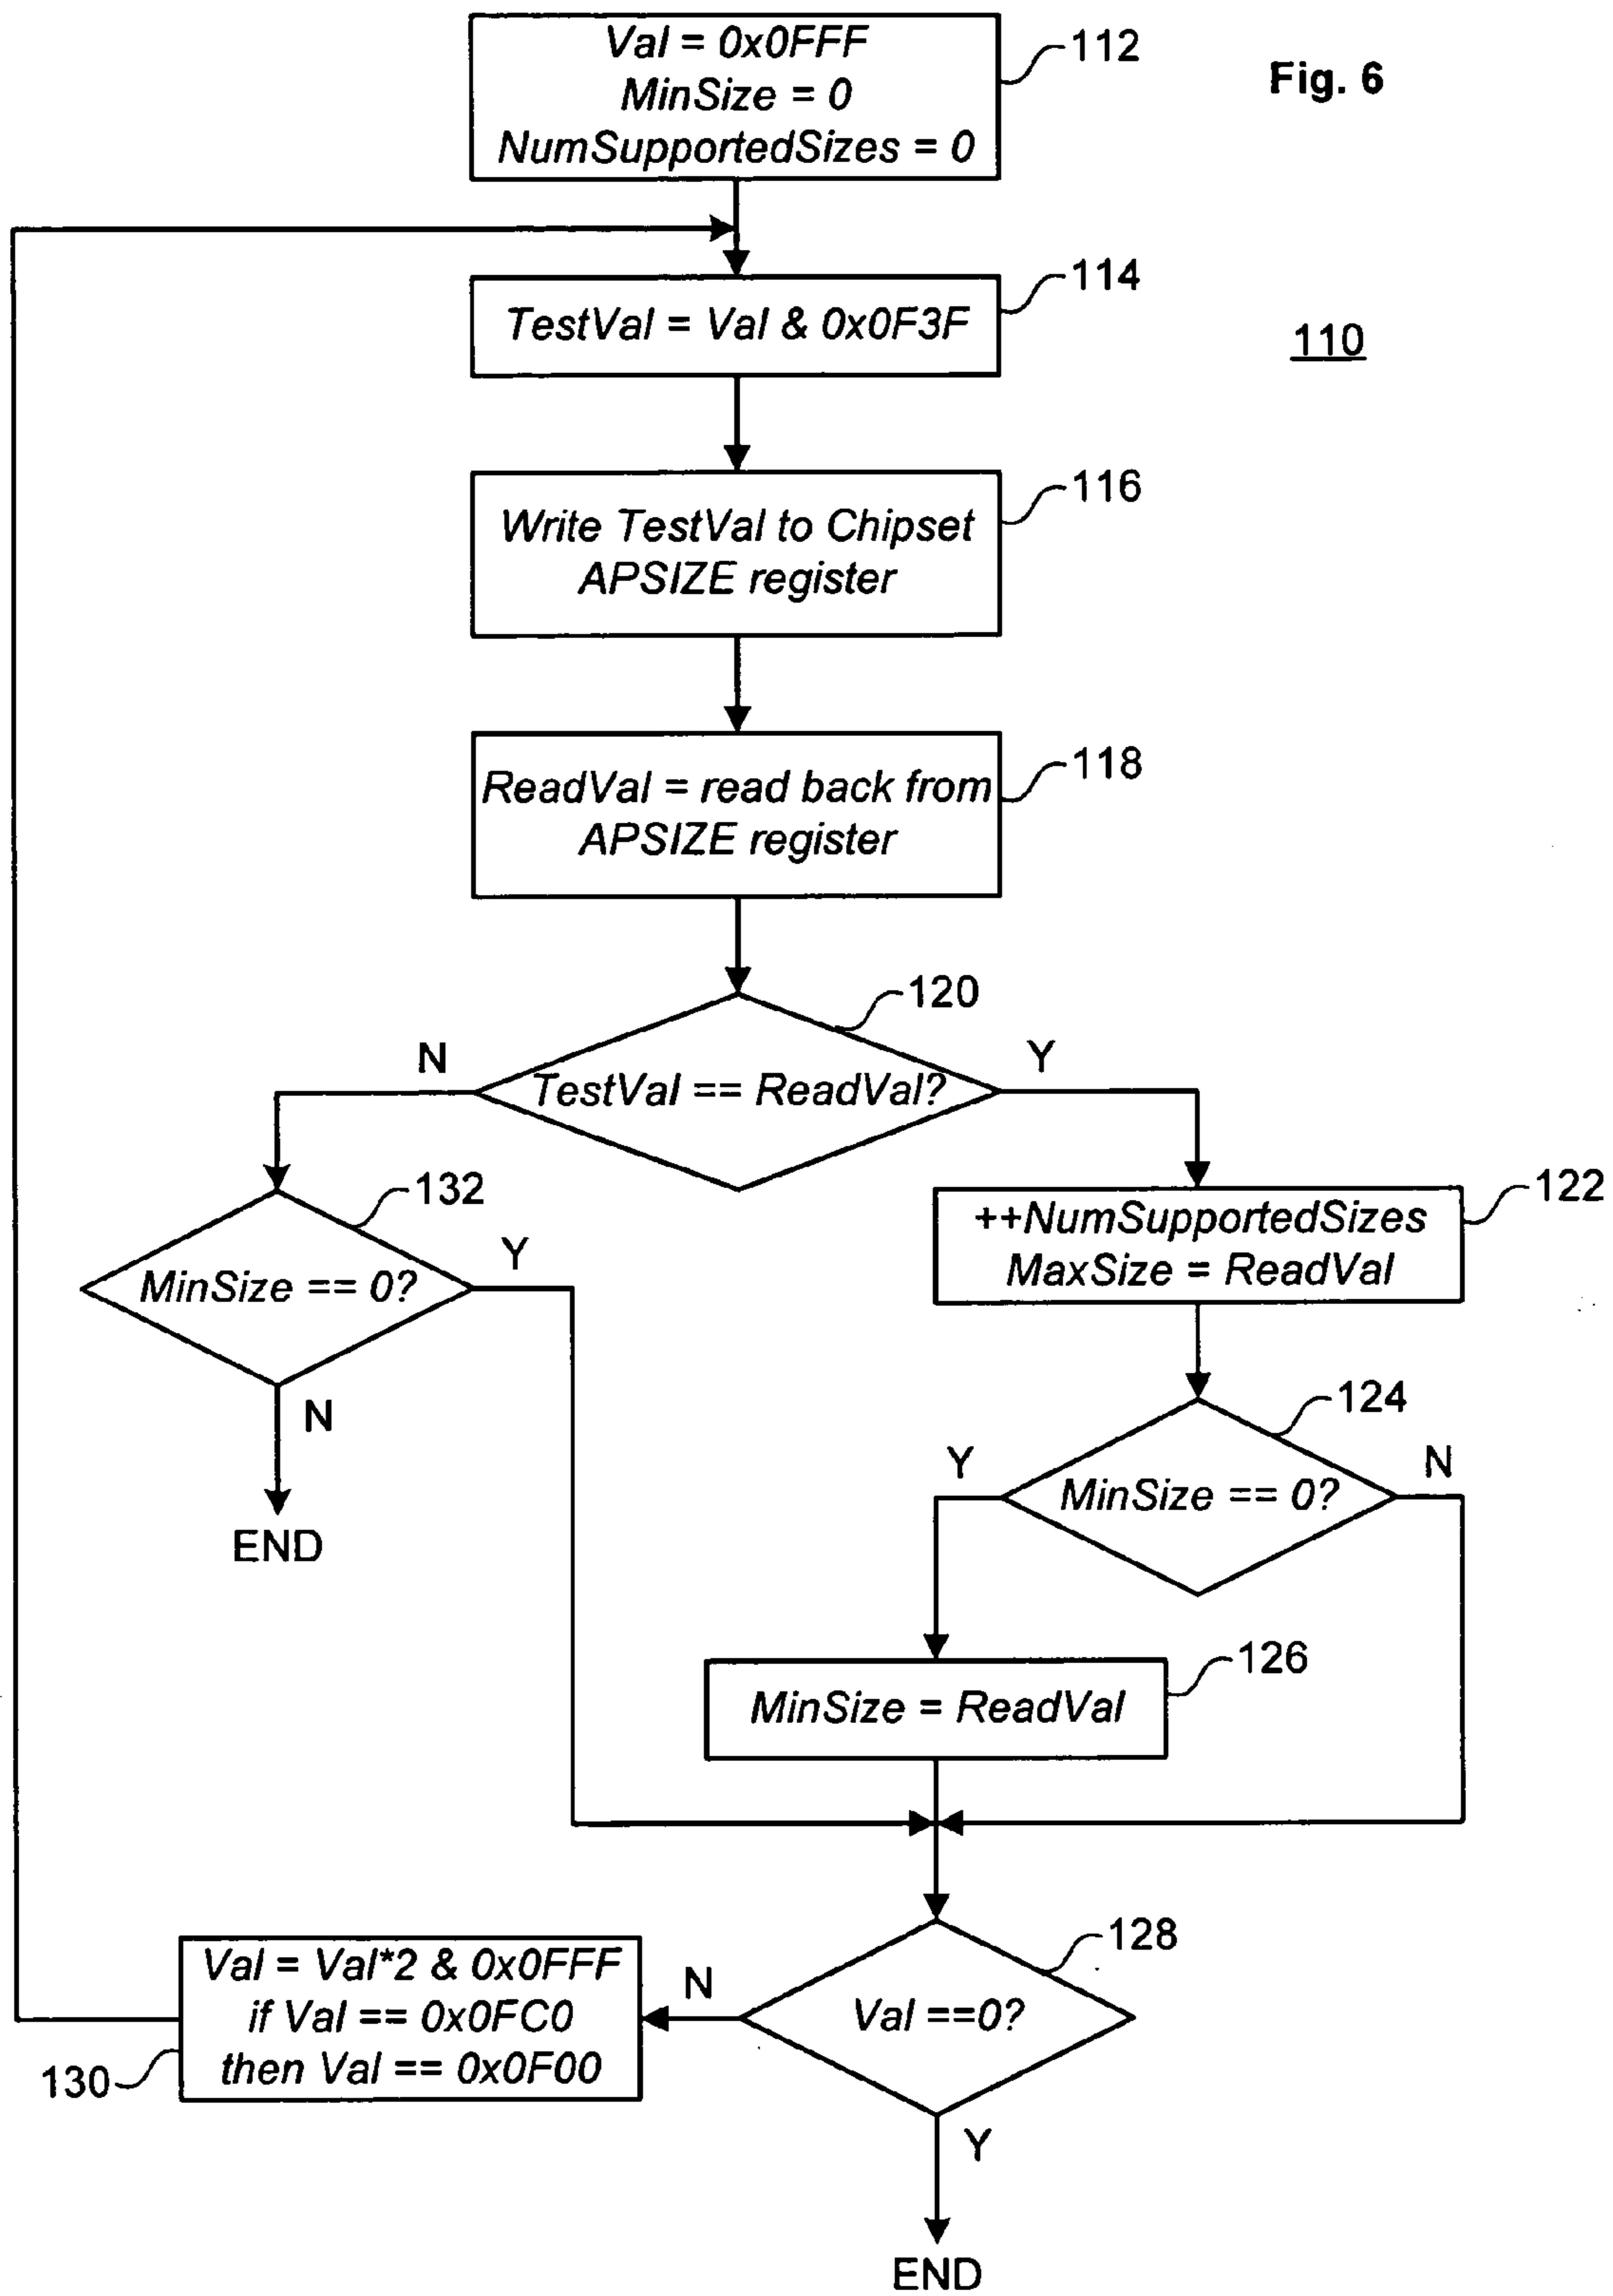 Val = 0x0FFF
MinSize = 0
NumSupportedSizes = 0
112
Fig. 6
114
TestVal = Val & 0x0F3F
110
116
Write TestVal to Chipset
APSIZE register
118
ReadVal = read back from
APSIZE register
120
N
Y
TestVal == ReadVal?
132
122
++NumSupportedSizes
MaxSize = ReadVal
Y
MinSize == 0?
N
END
124
Y
N
MinSize == 0?
126
MinSize = ReadVal
128
Val ==0?
N
Val = Val*2 & 0x0FFF
if Val == 0x0FC0
then Val == 0x0F00
130
Y
END